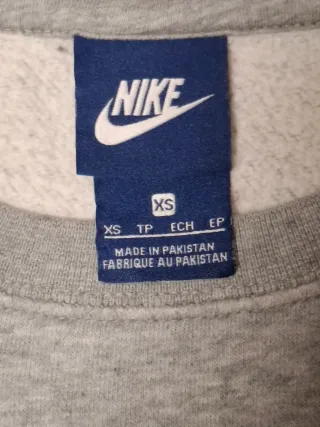 NIKE
XS
XS TP ECH EP
MADE IN PAKISTAN
FABRIQUE AU PAKISTAN